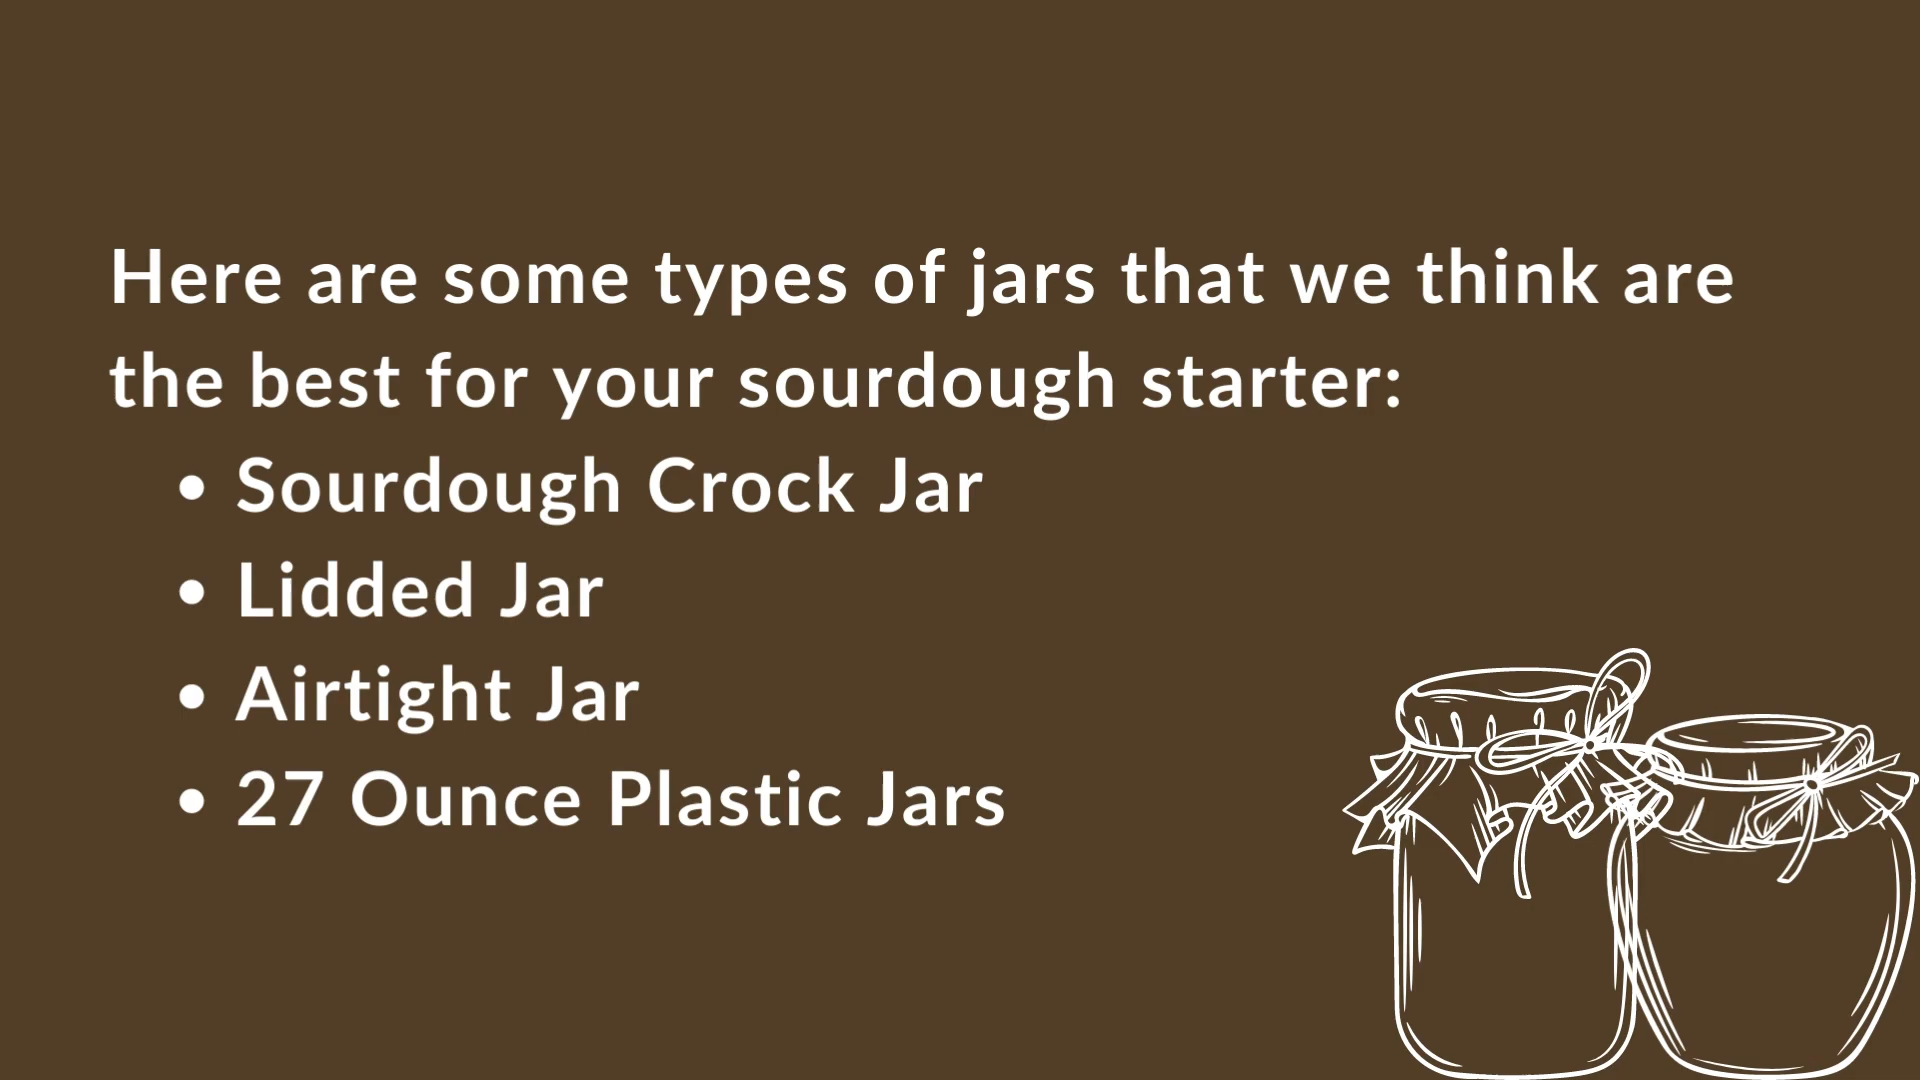 Here are some types of jars that we think are
the best for your sourdough starter:
• Sourdough Crock Jar
• Lidded Jar
• Airtight Jar
• 27 Ounce Plastic Jars